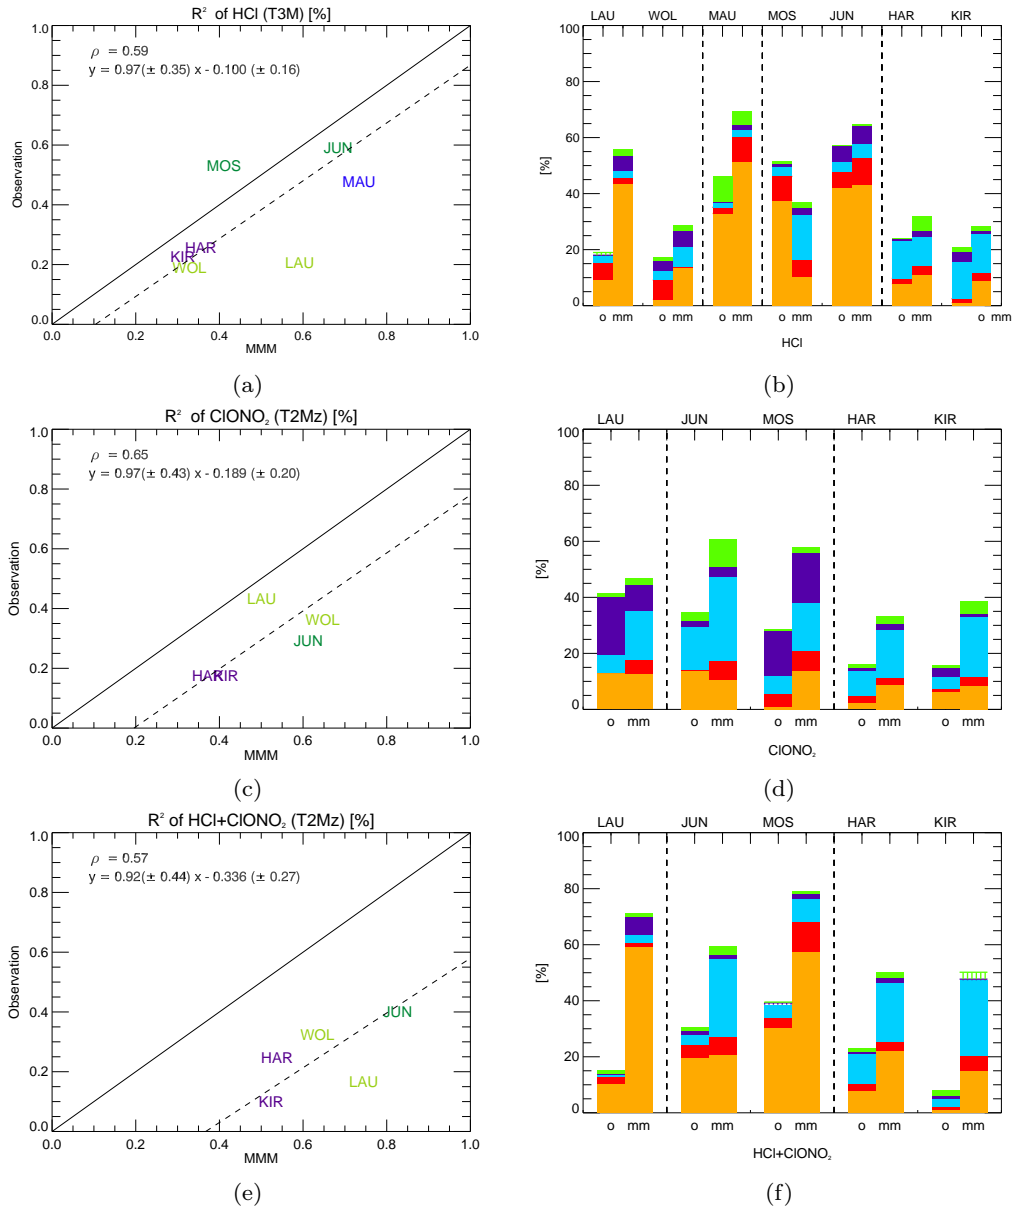 R² of HCl (T3M) [%]
ρ = 0.59
y = 0.97(± 0.35) x - 0.100 (± 0.16)
1.0
0.8
0.6
0.4
0.2
0.0
Observation
MOS
JUN
MAU
HAR
KIR
WOL
LAU
0.0 0.2 0.4 0.6 0.8 1.0
MMM
(a)
LAU WOL MAU MOS JUN HAR KIR
100
80
60
40
20
0
[%]
o mm o mm o mm o mm o mm o mm o mm
HCl
(b)
R² of ClONO₂ (T2Mz) [%]
ρ = 0.65
y = 0.97(± 0.43) x - 0.189 (± 0.20)
1.0
0.8
0.6
0.4
0.2
0.0
Observation
LAU
WOL
JUN
HAR
KIR
0.0 0.2 0.4 0.6 0.8 1.0
MMM
(c)
LAU JUN MOS HAR KIR
100
80
60
40
20
0
[%]
o mm o mm o mm o mm o mm
ClONO₂
(d)
R² of HCl+ClONO₂ (T2Mz) [%]
ρ = 0.57
y = 0.92(± 0.44) x - 0.336 (± 0.27)
1.0
0.8
0.6
0.4
0.2
0.0
Observation
JUN
WOL
HAR
LAU
KIR
0.0 0.2 0.4 0.6 0.8 1.0
MMM
(e)
LAU JUN MOS HAR KIR
100
80
60
40
20
0
[%]
o mm o mm o mm o mm o mm
HCl+ClONO₂
(f)